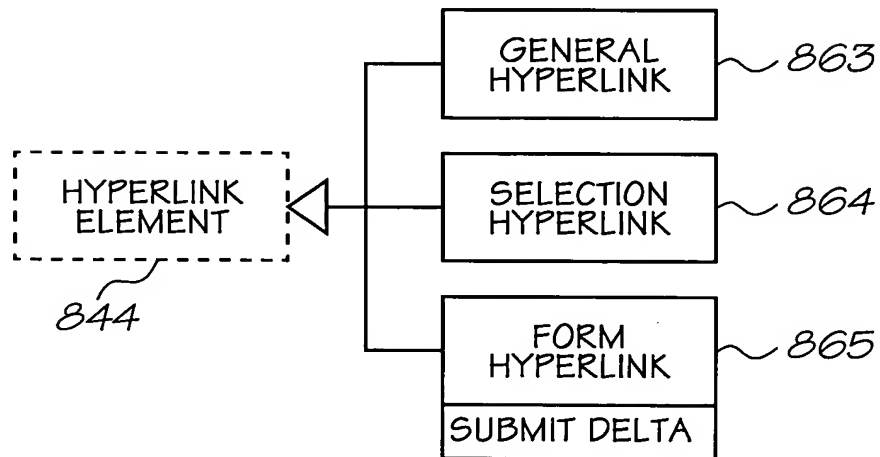 GENERAL
HYPERLINK
863
HYPERLINK
ELEMENT
844
SELECTION
HYPERLINK
864
FORM
HYPERLINK
865
SUBMIT DELTA